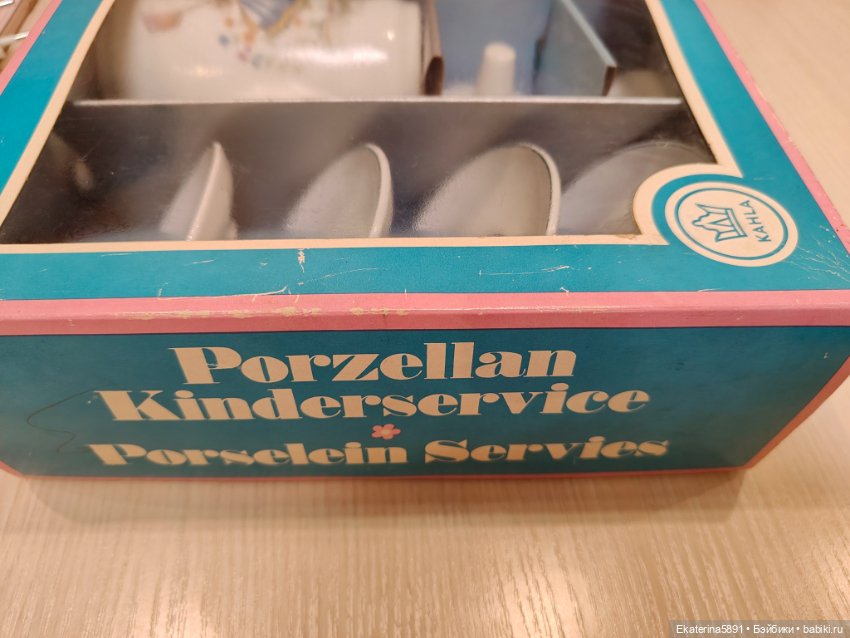 KAHLA
Porzellan
Kinderservice
Porselein Servies
Ekaterina5891 • Бэйбики • babiki.ru